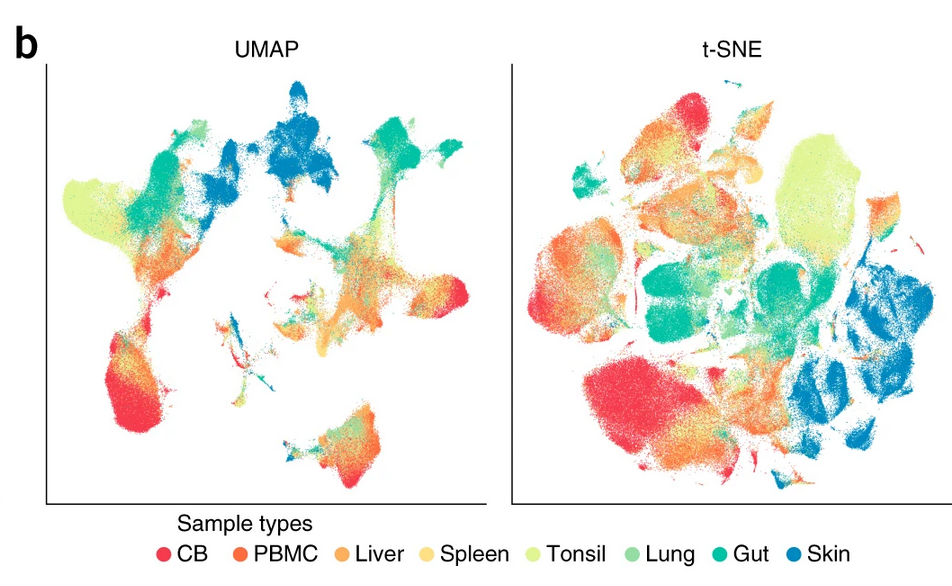 b
UMAP
t-SNE
Sample types
CB PBMC Liver Spleen Tonsil Lung Gut Skin